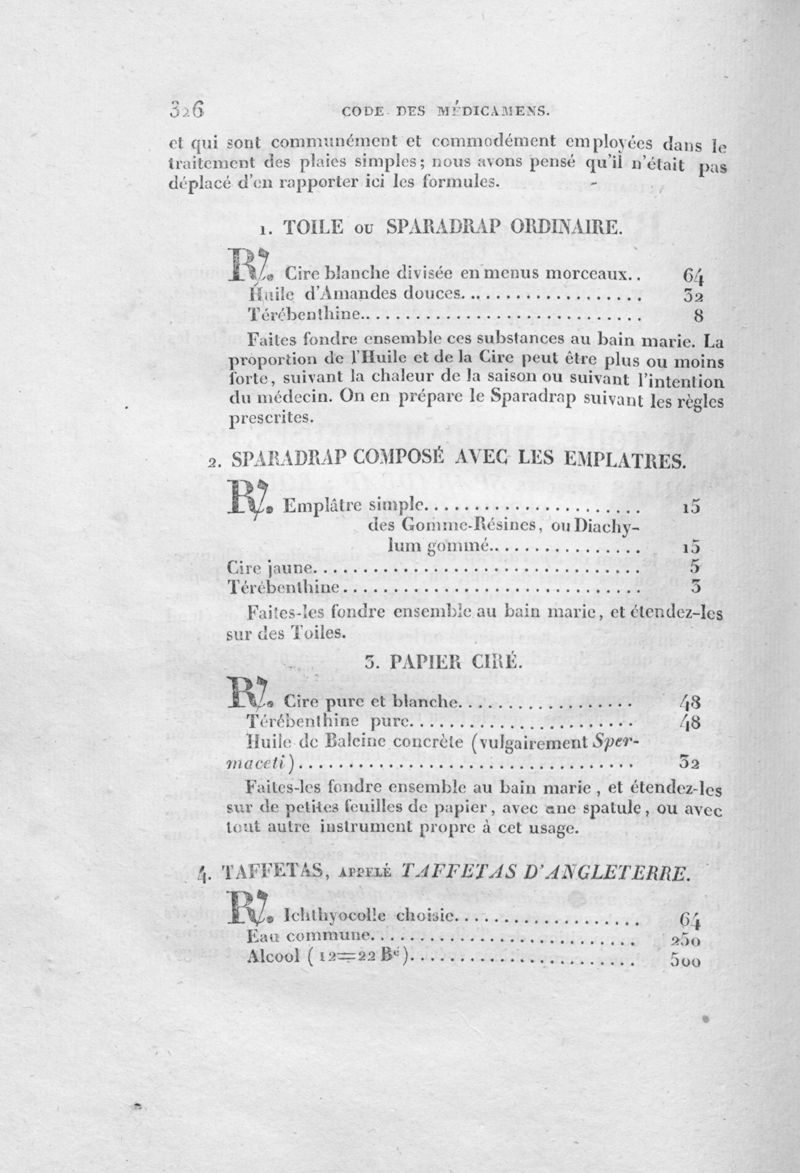 326 CODE DES MÉDICAMENS.
et qui sont communément et commodément employées dans le
traitement des plaies simples; nous avons pensé qu'il n'était pas
déplacé d'en rapporter ici les formules.
1. TOILE OU SPARADRAP ORDINAIRE.
℞. Cire blanche divisée en menus morceaux.. 64
Huile d'Amandes douces.................... 32
Térébenthine.............................. 8
Faites fondre ensemble ces substances au bain marie. La
proportion de l'Huile et de la Cire peut être plus ou moins
forte, suivant la chaleur de la saison ou suivant l'intention
du médecin. On en prépare le Sparadrap suivant les règles
prescrites.
2. SPARADRAP COMPOSÉ AVEC LES EMPLATRES.
℞. Emplâtre simple...................... 15
des Gomme-Résines, ou Diachy-
lum gommé................ 15
Cire jaune................................. 5
Térébenthine.............................. 3
Faites-les fondre ensemble au bain marie, et étendez-les
sur des Toiles.
3. PAPIER CIRÉ.
℞. Cire pure et blanche.................. 48
Térébenthine pure....................... 48
Huile de Baleine concrète (vulgairement Sper-
maceti).................................. 32
Faites-les fondre ensemble au bain marie, et étendez-les
sur de petites feuilles de papier, avec une spatule, ou avec
tout autre instrument propre à cet usage.
4. TAFFETAS, APPELÉ TAFFETAS D'ANGLETERRE.
℞. Ichthyocolle choisie................... 64
Eau commune........................... 250
Alcool (12=22 Bé)....................... 500